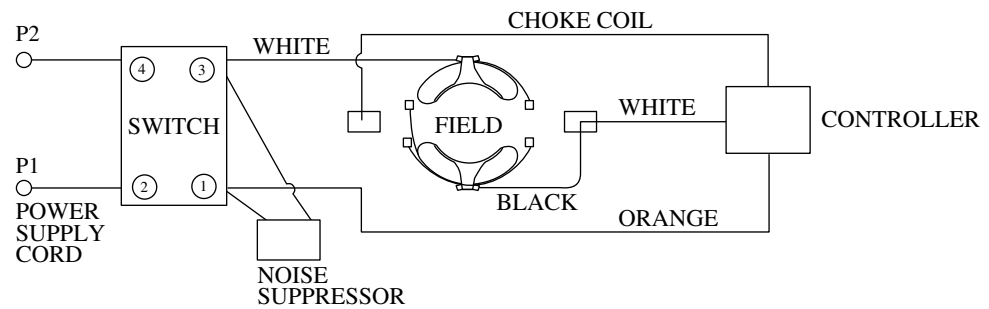 CHOKE COIL
P2
WHITE
4
3
SWITCH
FIELD
WHITE
CONTROLLER
P1
2
1
POWER
SUPPLY
CORD
BLACK
ORANGE
NOISE
SUPPRESSOR